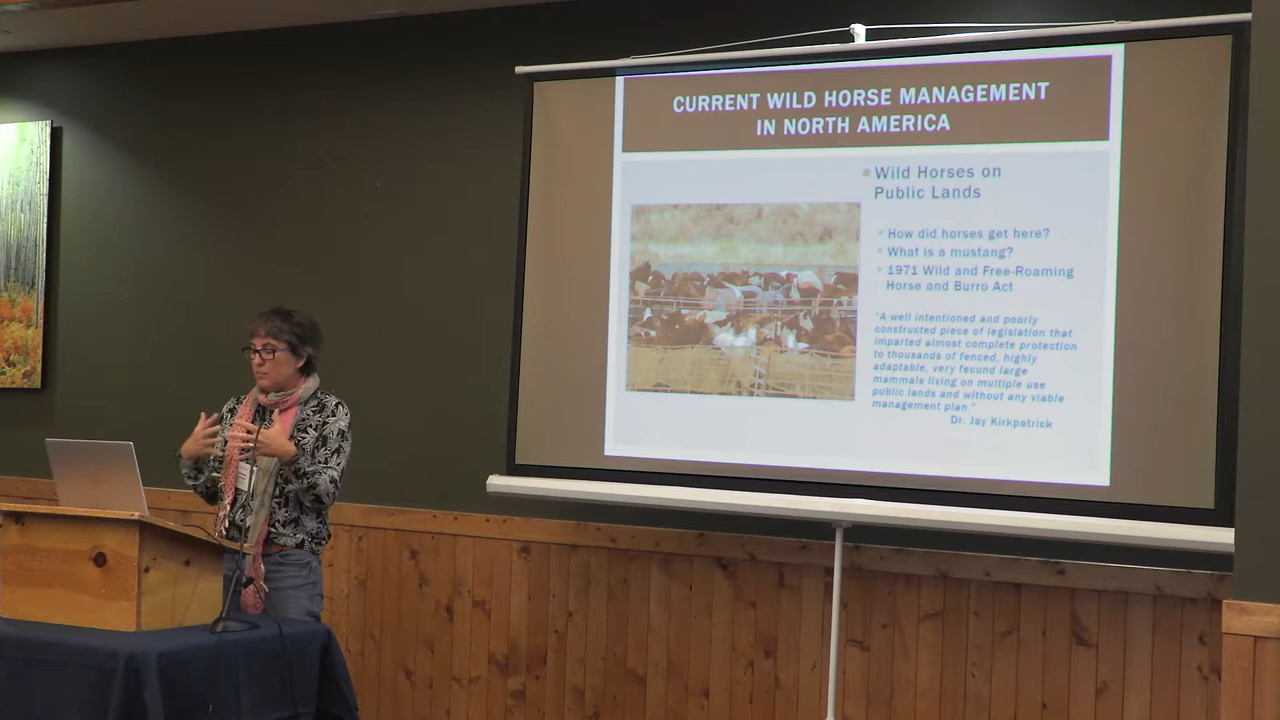 CURRENT WILD HORSE MANAGEMENT
IN NORTH AMERICA
Wild Horses on
Public Lands
How did horses get here?
What is a mustang?
1971 Wild and Free-Roaming
Horse and Burro Act
"A well intentioned and poorly
constructed piece of legislation that
imparted almost complete protection
to thousands of fenced, highly
adaptable, very fecund large
mammals living on multiple use
public lands and without any viable
management plan."
Dr. Jay Kirkpatrick